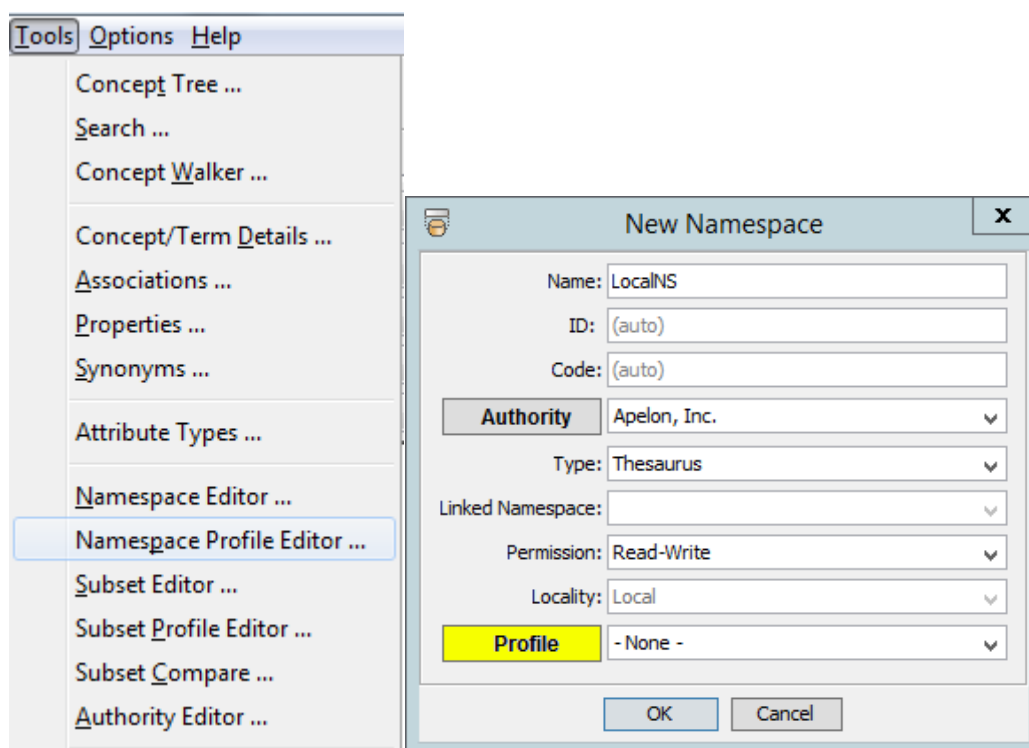 Tools Options Help
Concept Tree ...
Search ...
Concept Walker ...
Concept/Term Details ...
Associations ...
Properties ...
Synonyms ...
Attribute Types ...
Namespace Editor ...
Namespace Profile Editor ...
Subset Editor ...
Subset Profile Editor ...
Subset Compare ...
Authority Editor ...
New Namespace
x
Name: LocalNS
ID: (auto)
Code: (auto)
Authority Apelon, Inc.
Type: Thesaurus
Linked Namespace:
Permission: Read-Write
Locality: Local
Profile - None -
OK Cancel